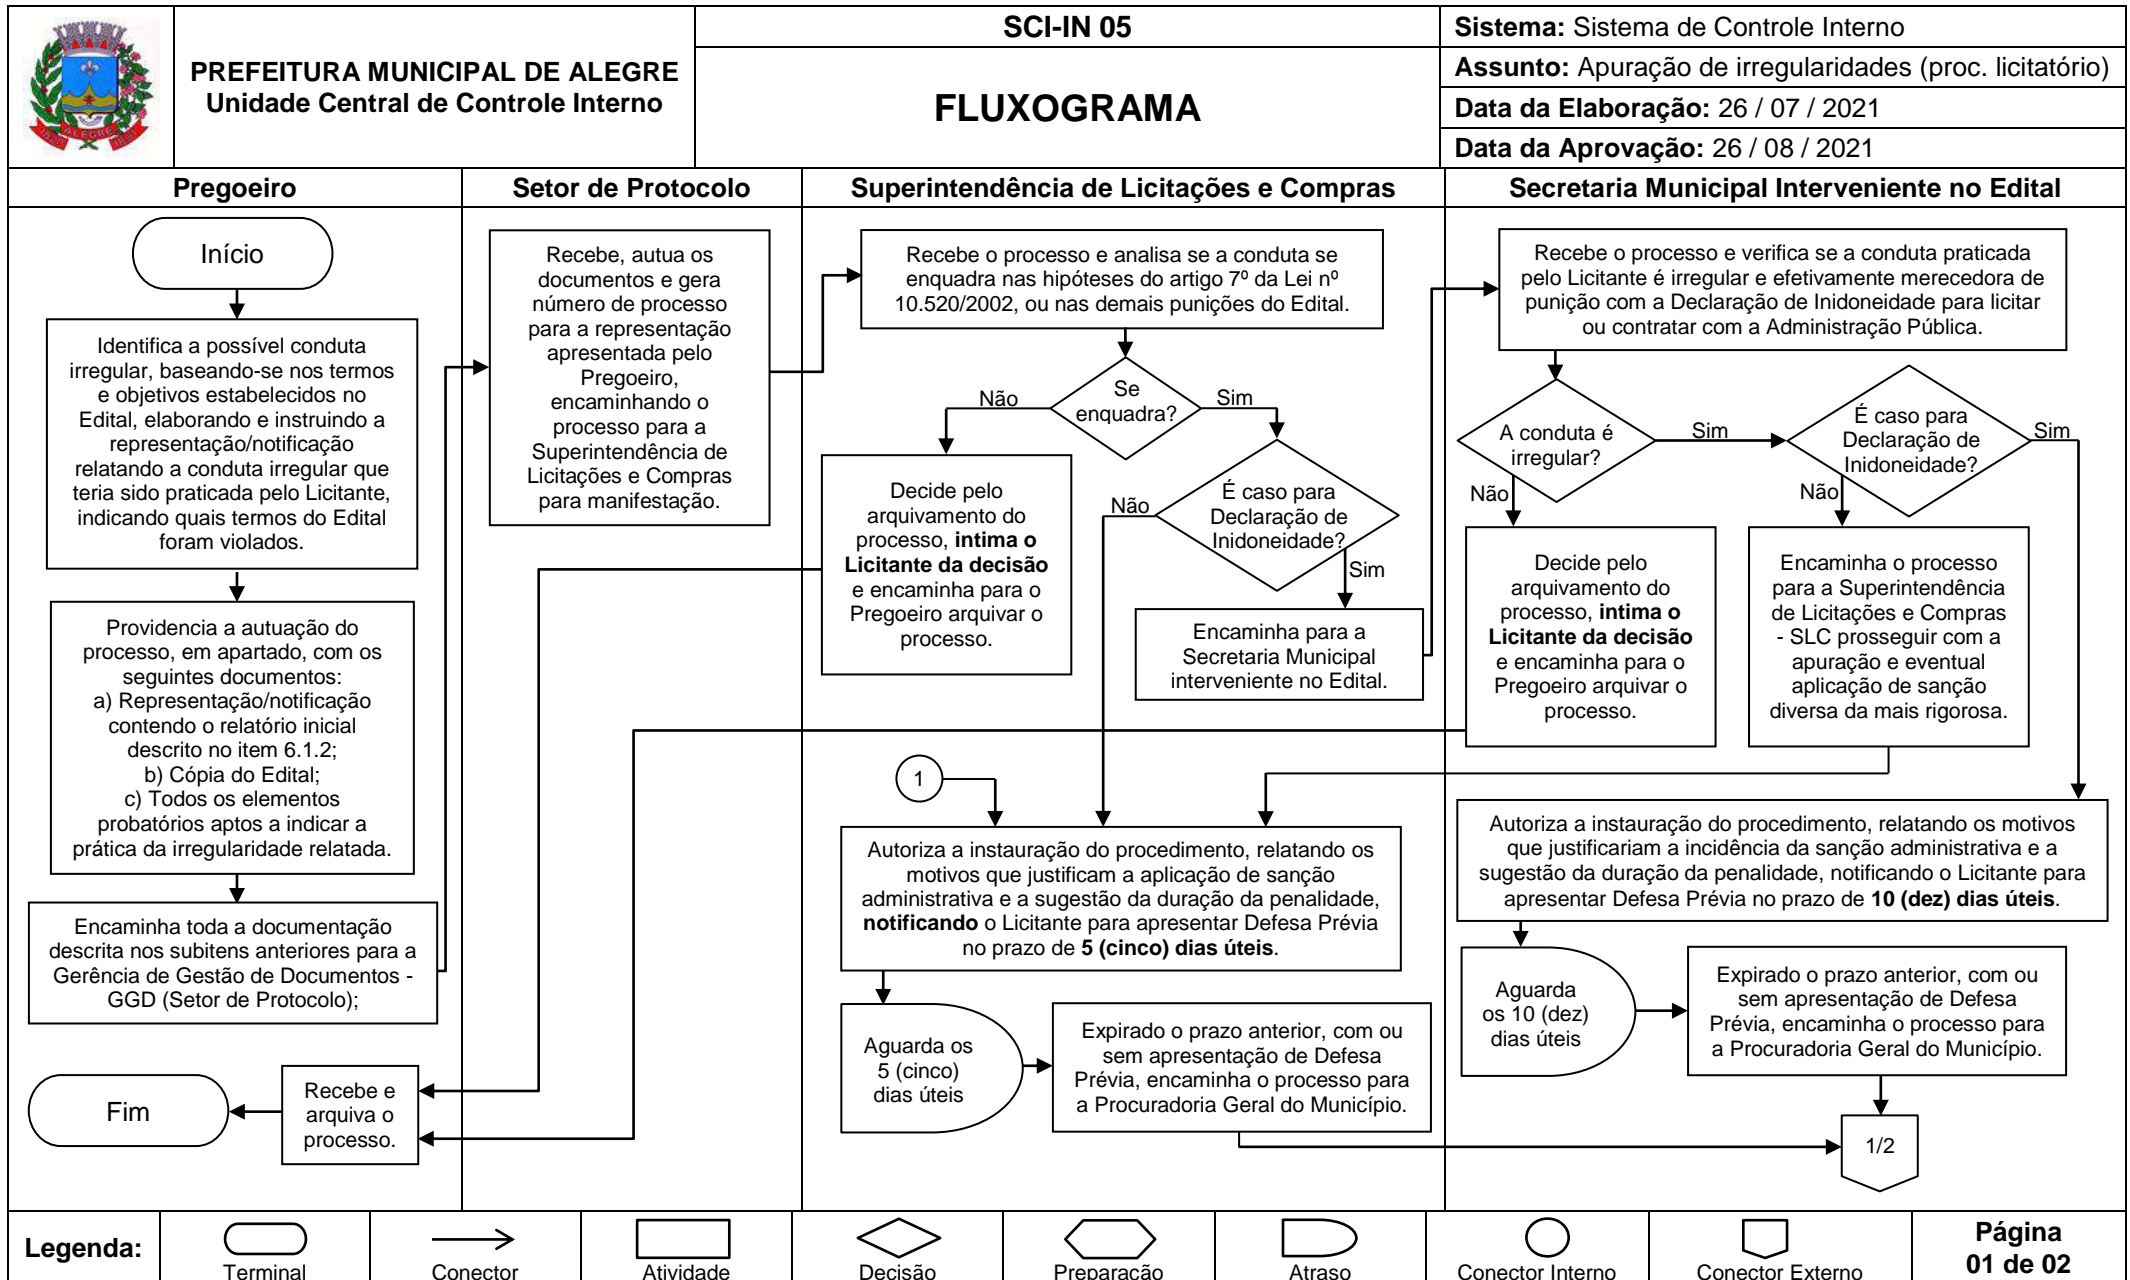 PREFEITURA MUNICIPAL DE ALEGRE
Unidade Central de Controle Interno
SCI-IN 05
FLUXOGRAMA
Sistema: Sistema de Controle Interno
Assunto: Apuração de irregularidades (proc. licitatório)
Data da Elaboração: 26 / 07 / 2021
Data da Aprovação: 26 / 08 / 2021
ALEGRE
Pregoeiro
Início
Identifica a possível conduta
irregular, baseando-se nos termos
e objetivos estabelecidos no
Edital, elaborando e instruindo a
representação/notificação
relatando a conduta irregular que
teria sido praticada pelo Licitante,
indicando quais termos do Edital
foram violados.
Providencia a autuação do
processo, em apartado, com os
seguintes documentos:
a) Representação/notificação
contendo o relatório inicial
descrito no item 6.1.2;
b) Cópia do Edital;
c) Todos os elementos
probatórios aptos a indicar a
prática da irregularidade relatada.
Encaminha toda a documentação
descrita nos subitens anteriores para a
Gerência de Gestão de Documentos -
GGD (Setor de Protocolo);
Recebe e
arquiva o
processo.
Fim
Setor de Protocolo
Recebe, autua os
documentos e gera
número de processo
para a representação
apresentada pelo
Pregoeiro,
encaminhando o
processo para a
Superintendência de
Licitações e Compras
para manifestação.
Superintendência de Licitações e Compras
Recebe o processo e analisa se a conduta se
enquadra nas hipóteses do artigo 7º da Lei nº
10.520/2002, ou nas demais punições do Edital.
Se
enquadra?
Não
Sim
Decide pelo
arquivamento do
processo, intima o
Licitante da decisão
e encaminha para o
Pregoeiro arquivar o
processo.
É caso para
Declaração de
Inidoneidade?
Não
Sim
Encaminha para a
Secretaria Municipal
interveniente no Edital.
1
Autoriza a instauração do procedimento, relatando os
motivos que justificam a aplicação de sanção
administrativa e a sugestão da duração da penalidade,
notificando o Licitante para apresentar Defesa Prévia
no prazo de 5 (cinco) dias úteis.
Aguarda os
5 (cinco)
dias úteis
Expirado o prazo anterior, com ou
sem apresentação de Defesa
Prévia, encaminha o processo para
a Procuradoria Geral do Município.
Secretaria Municipal Interveniente no Edital
Recebe o processo e verifica se a conduta praticada
pelo Licitante é irregular e efetivamente merecedora de
punição com a Declaração de Inidoneidade para licitar
ou contratar com a Administração Pública.
A conduta é
irregular?
Sim
Não
É caso para
Declaração de
Inidoneidade?
Sim
Não
Decide pelo
arquivamento do
processo, intima o
Licitante da decisão
e encaminha para o
Pregoeiro arquivar o
processo.
Encaminha o processo
para a Superintendência
de Licitações e Compras
- SLC prosseguir com a
apuração e eventual
aplicação de sanção
diversa da mais rigorosa.
Autoriza a instauração do procedimento, relatando os motivos
que justificariam a incidência da sanção administrativa e a
sugestão da duração da penalidade, notificando o Licitante para
apresentar Defesa Prévia no prazo de 10 (dez) dias úteis.
Aguarda
os 10 (dez)
dias úteis
Expirado o prazo anterior, com ou
sem apresentação de Defesa
Prévia, encaminha o processo para
a Procuradoria Geral do Município.
1/2
Legenda:
Terminal
Conector
Atividade
Decisão
Preparação
Atraso
Conector Interno
Conector Externo
Página
01 de 02